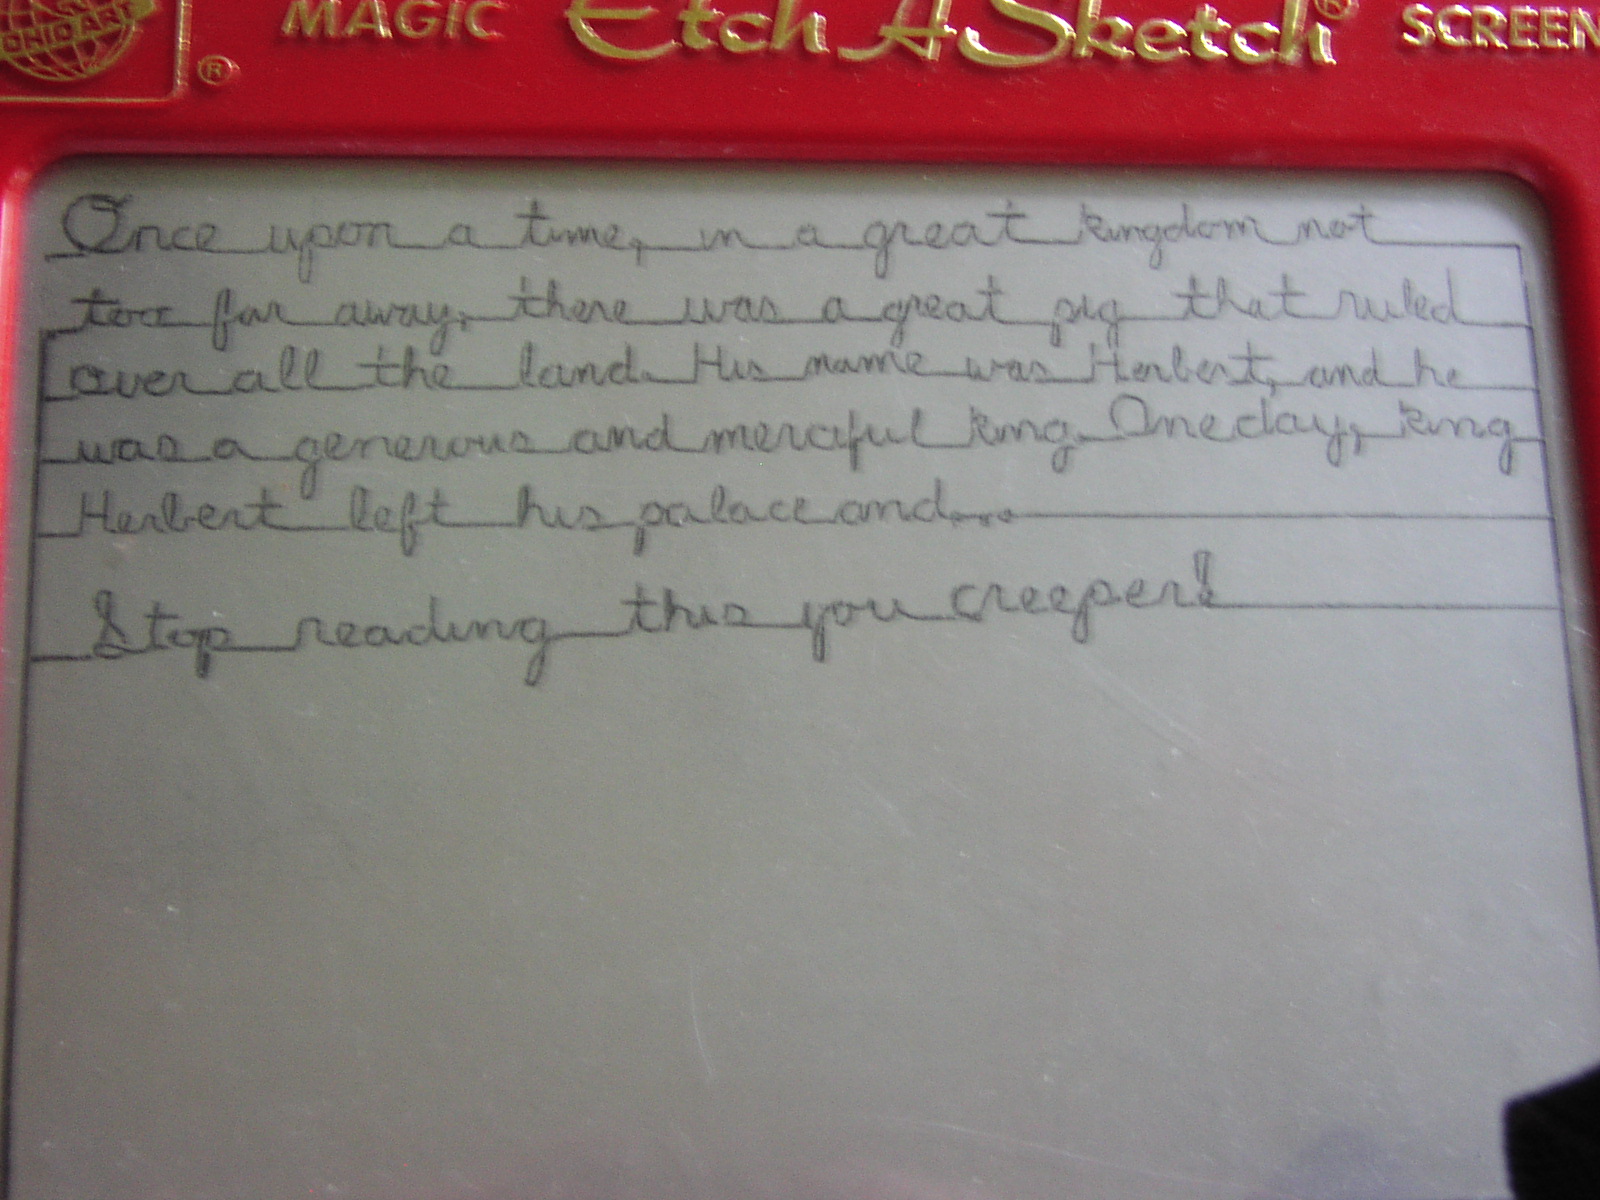 OHIO ART
®
MAGIC Etch A Sketch® SCREEN
Once upon a time, in a great kingdom not
too far away, there was a great pig that ruled
over all the land. His name was Herbert, and he
was a generous and merciful king. One day, king
Herbert left his palace and....
Stop reading this you creeper!